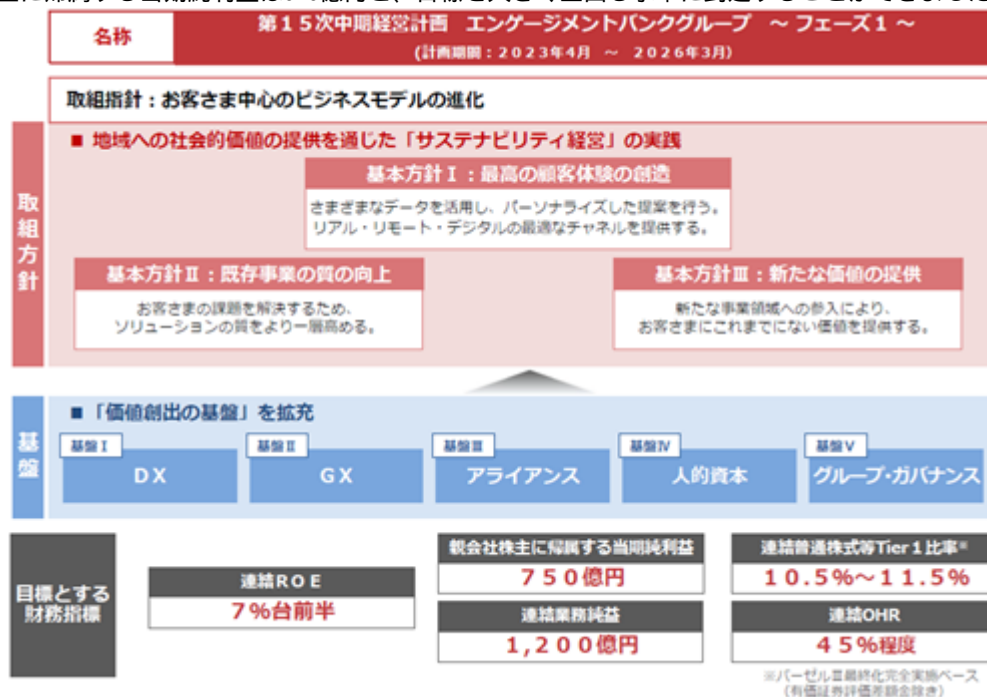 名称
第15次中期経営計画 エンゲージメントバンクグループ ～ フェーズ1 ～
(計画期間：2023年4月 ～ 2026年3月)
取組指針：お客さま中心のビジネスモデルの進化
取組方針
■ 地域への社会的価値の提供を通じた「サステナビリティ経営」の実践
基本方針Ⅰ：最高の顧客体験の創造
さまざまなデータを活用し、パーソナライズした提案を行う。
リアル・リモート・デジタルの最適なチャネルを提供する。
基本方針Ⅱ：既存事業の質の向上
お客さまの課題を解決するため、
ソリューションの質をより一層高める。
基本方針Ⅲ：新たな価値の提供
新たな事業領域への参入により、
お客さまにこれまでにない価値を提供する。
基盤
■「価値創出の基盤」を拡充
基盤Ⅰ
DX
基盤Ⅱ
GX
基盤Ⅲ
アライアンス
基盤Ⅳ
人的資本
基盤Ⅴ
グループ・ガバナンス
目標とする
財務指標
連結ROE
7％台前半
親会社株主に帰属する当期純利益
750億円
連結業務純益
1,200億円
連結普通株式等Tier1比率※
10.5%～11.5%
連結OHR
45%程度
※バーゼルⅢ最終化完全実施ベース
（有価証券評価差額金除き）